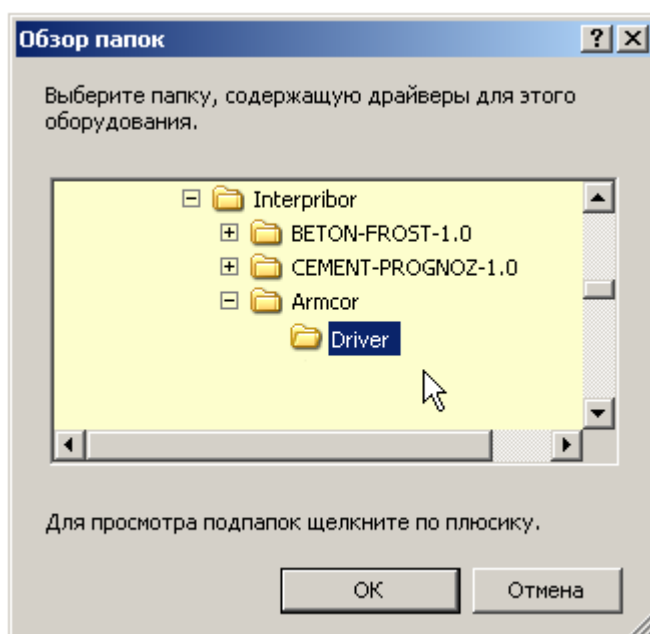 Обзор папок
Выберите папку, содержащую драйверы для этого
оборудования.
Interpribor
BETON-FROST-1.0
CEMENT-PROGNOZ-1.0
Armcor
Driver
Для просмотра подпапок щелкните по плюсику.
ОК
Отмена